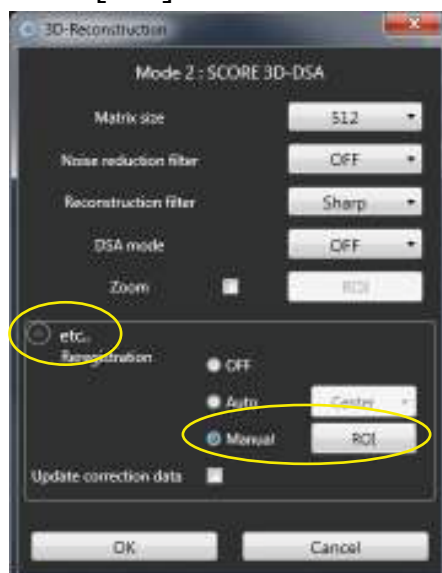 3D-Reconstruction
Mode 2 : SCORE 3D-DSA
Matrix size 512
Noise reduction filter OFF
Reconstruction filter Sharp
DSA mode OFF
Zoom ROI
etc..
Reregistration OFF
Auto Center
Manual ROI
Update correction data
OK Cancel